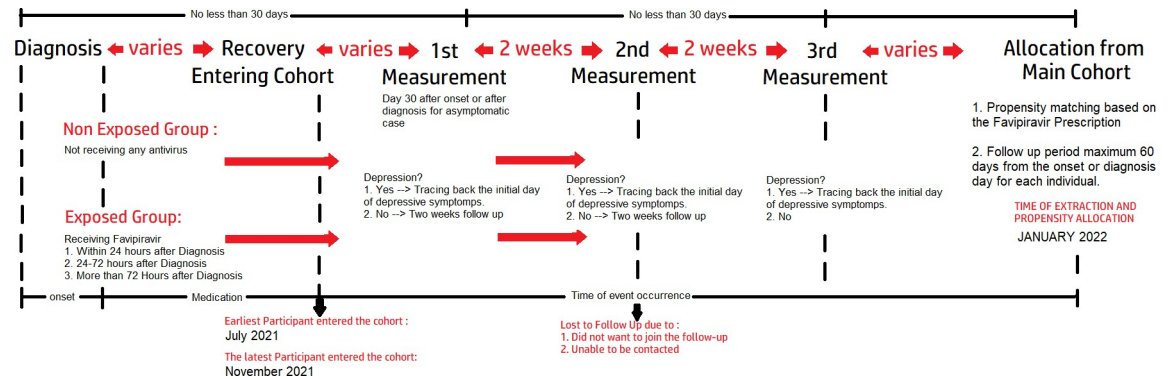 No less than 30 days
No less than 30 days
Diagnosis
varies
Recovery
Entering Cohort
varies
1st
Measurement
2 weeks
2nd
Measurement
2 weeks
3rd
Measurement
varies
Allocation from
Main Cohort
Day 30 after onset or after
diagnosis for asymptomatic
case
1. Propensity matching based on
the Favipiravir Prescription
2. Follow up period maximum 60
days from the onset or diagnosis
day for each individual.
TIME OF EXTRACTION AND
PROPENSITY ALLOCATION
JANUARY 2022
Non Exposed Group :
Not receiving any antivirus
Exposed Group:
Receiving Favipiravir
1. Within 24 hours after Diagnosis
2. 24-72 hours after Diagnosis
3. More than 72 Hours after Diagnosis
Depression?
1. Yes --> Tracing back the initial day
of depressive symptomps.
2. No --> Two weeks follow up
Depression?
1. Yes --> Tracing back the initial day
of depressive symptomps.
2. No --> Two weeks follow up
Depression?
1. Yes --> Tracing back the initial day
of depressive symptomps.
2. No
onset
Medication
Time of event occurrence
Earliest Participant entered the cohort :
July 2021
The latest Participant entered the cohort:
November 2021
Lost to Follow Up due to :
1. Did not want to join the follow-up
2. Unable to be contacted